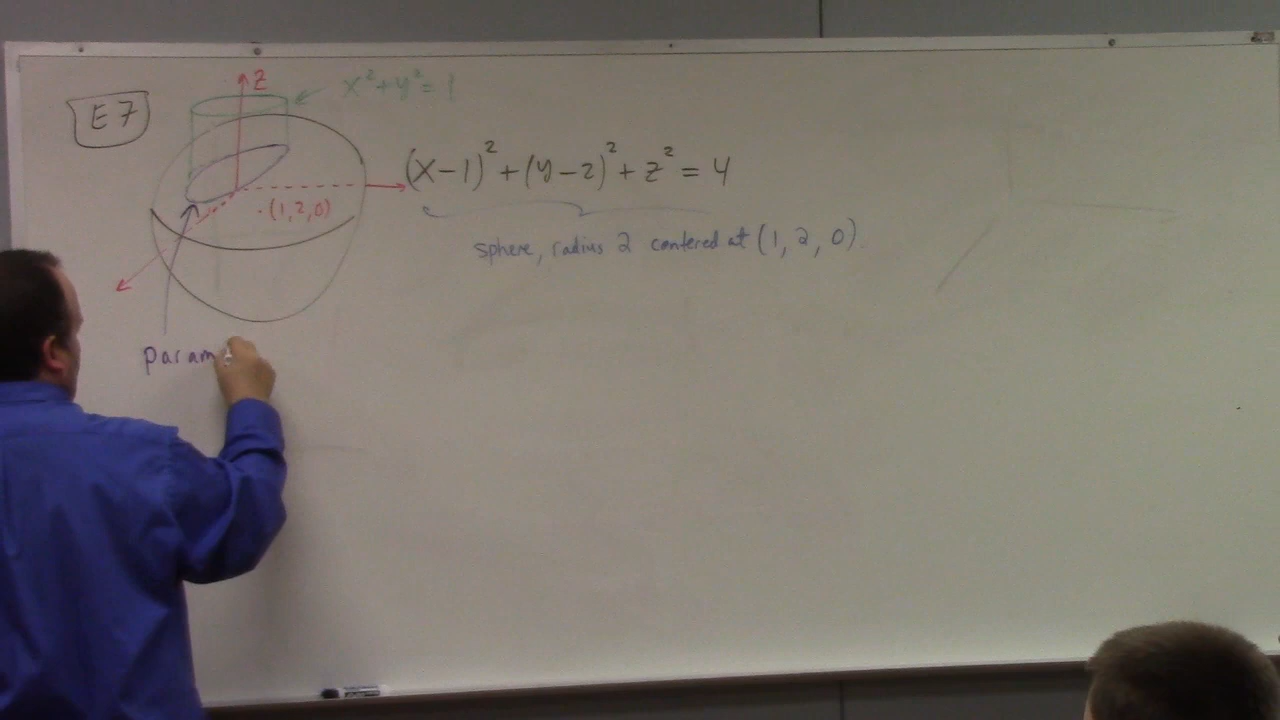 E7
z
x² + y² = 1
(x-1)² + (y-2)² + z² = 4
(1,2,0)
sphere, radius 2 centered at (1, 2, 0).
param